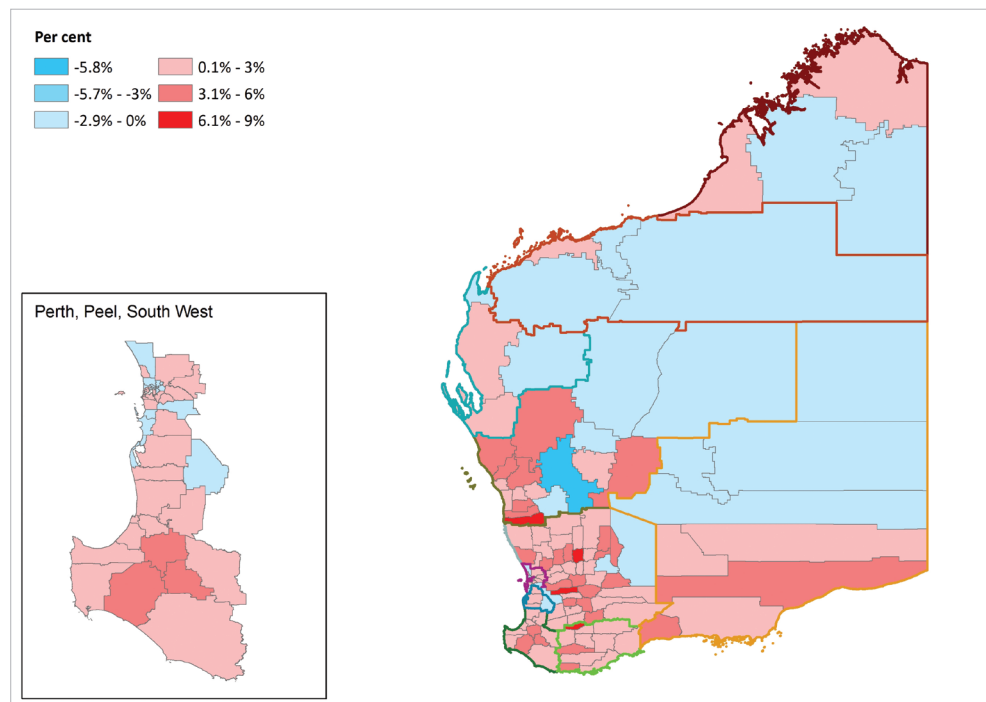 Per cent
-5.8%
0.1% - 3%
-5.7% - -3%
3.1% - 6%
-2.9% - 0%
6.1% - 9%
Perth, Peel, South West